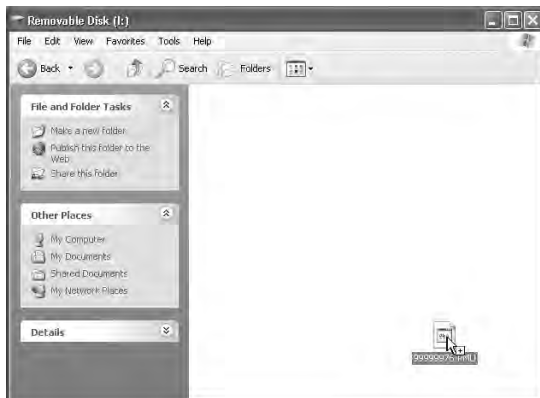 Removable Disk (I:)
File Edit View Favorites Tools Help
Back Search Folders
File and Folder Tasks
Make a new folder
Publish this folder to the
Web
Share this folder
Other Places
My Computer
My Documents
Shared Documents
My Network Places
Details